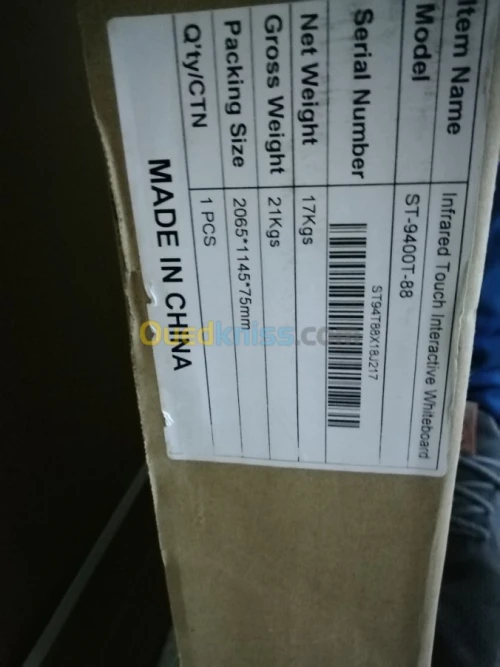 Item Name Infrared Touch Interactive Whiteboard
Model ST-9400T-88
Serial Number ST94T88X18J217
Net Weight 17Kgs
Gross Weight 21Kgs
Packing Size 2065*1145*75mm
Q'ty/CTN 1 PCS
MADE IN CHINA
Ouedkniss.com